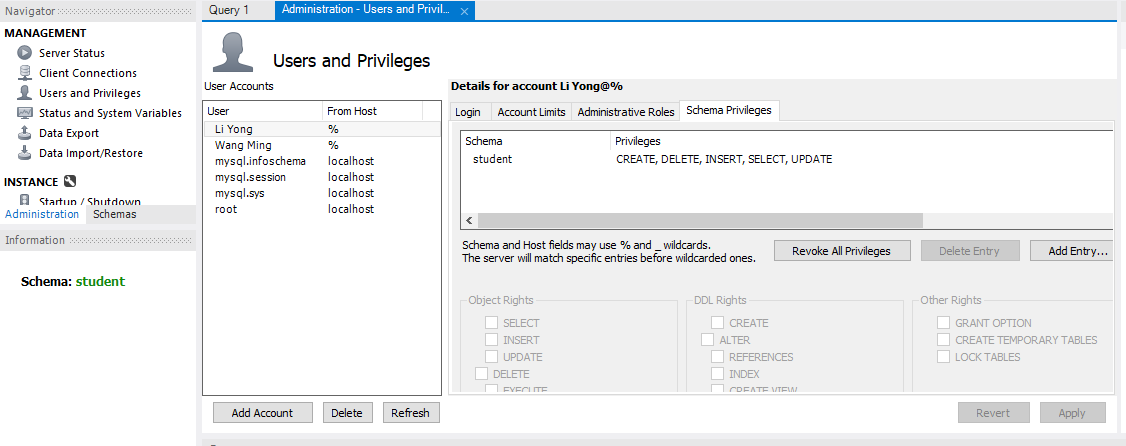 Navigator
MANAGEMENT
Server Status
Client Connections
Users and Privileges
Status and System Variables
Data Export
Data Import/Restore
INSTANCE
Startup / Shutdown
Administration Schemas
Information
Schema: student
Query 1 Administration - Users and Privil... ×
Users and Privileges
User Accounts
User From Host
Li Yong %
Wang Ming %
mysql.infoschema localhost
mysql.session localhost
mysql.sys localhost
root localhost
Add Account Delete Refresh
Details for account Li Yong@%
Login Account Limits Administrative Roles Schema Privileges
Schema Privileges
student CREATE, DELETE, INSERT, SELECT, UPDATE
Schema and Host fields may use % and _ wildcards.
The server will match specific entries before wildcarded ones.
Revoke All Privileges Delete Entry Add Entry...
Object Rights
SELECT
INSERT
UPDATE
DELETE
EXECUTE
DDL Rights
CREATE
ALTER
REFERENCES
INDEX
CREATE VIEW
Other Rights
GRANT OPTION
CREATE TEMPORARY TABLES
LOCK TABLES
Revert Apply